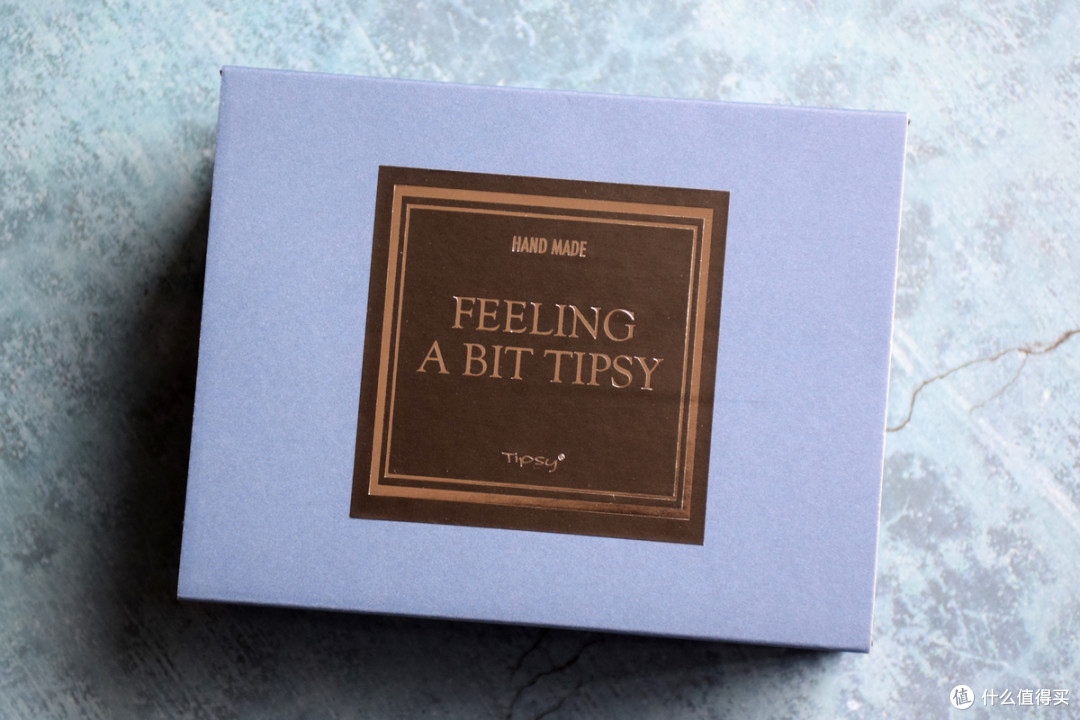 HAND MADE
FEELING
A BIT TIPSY
Tipsy
值 什么值得买